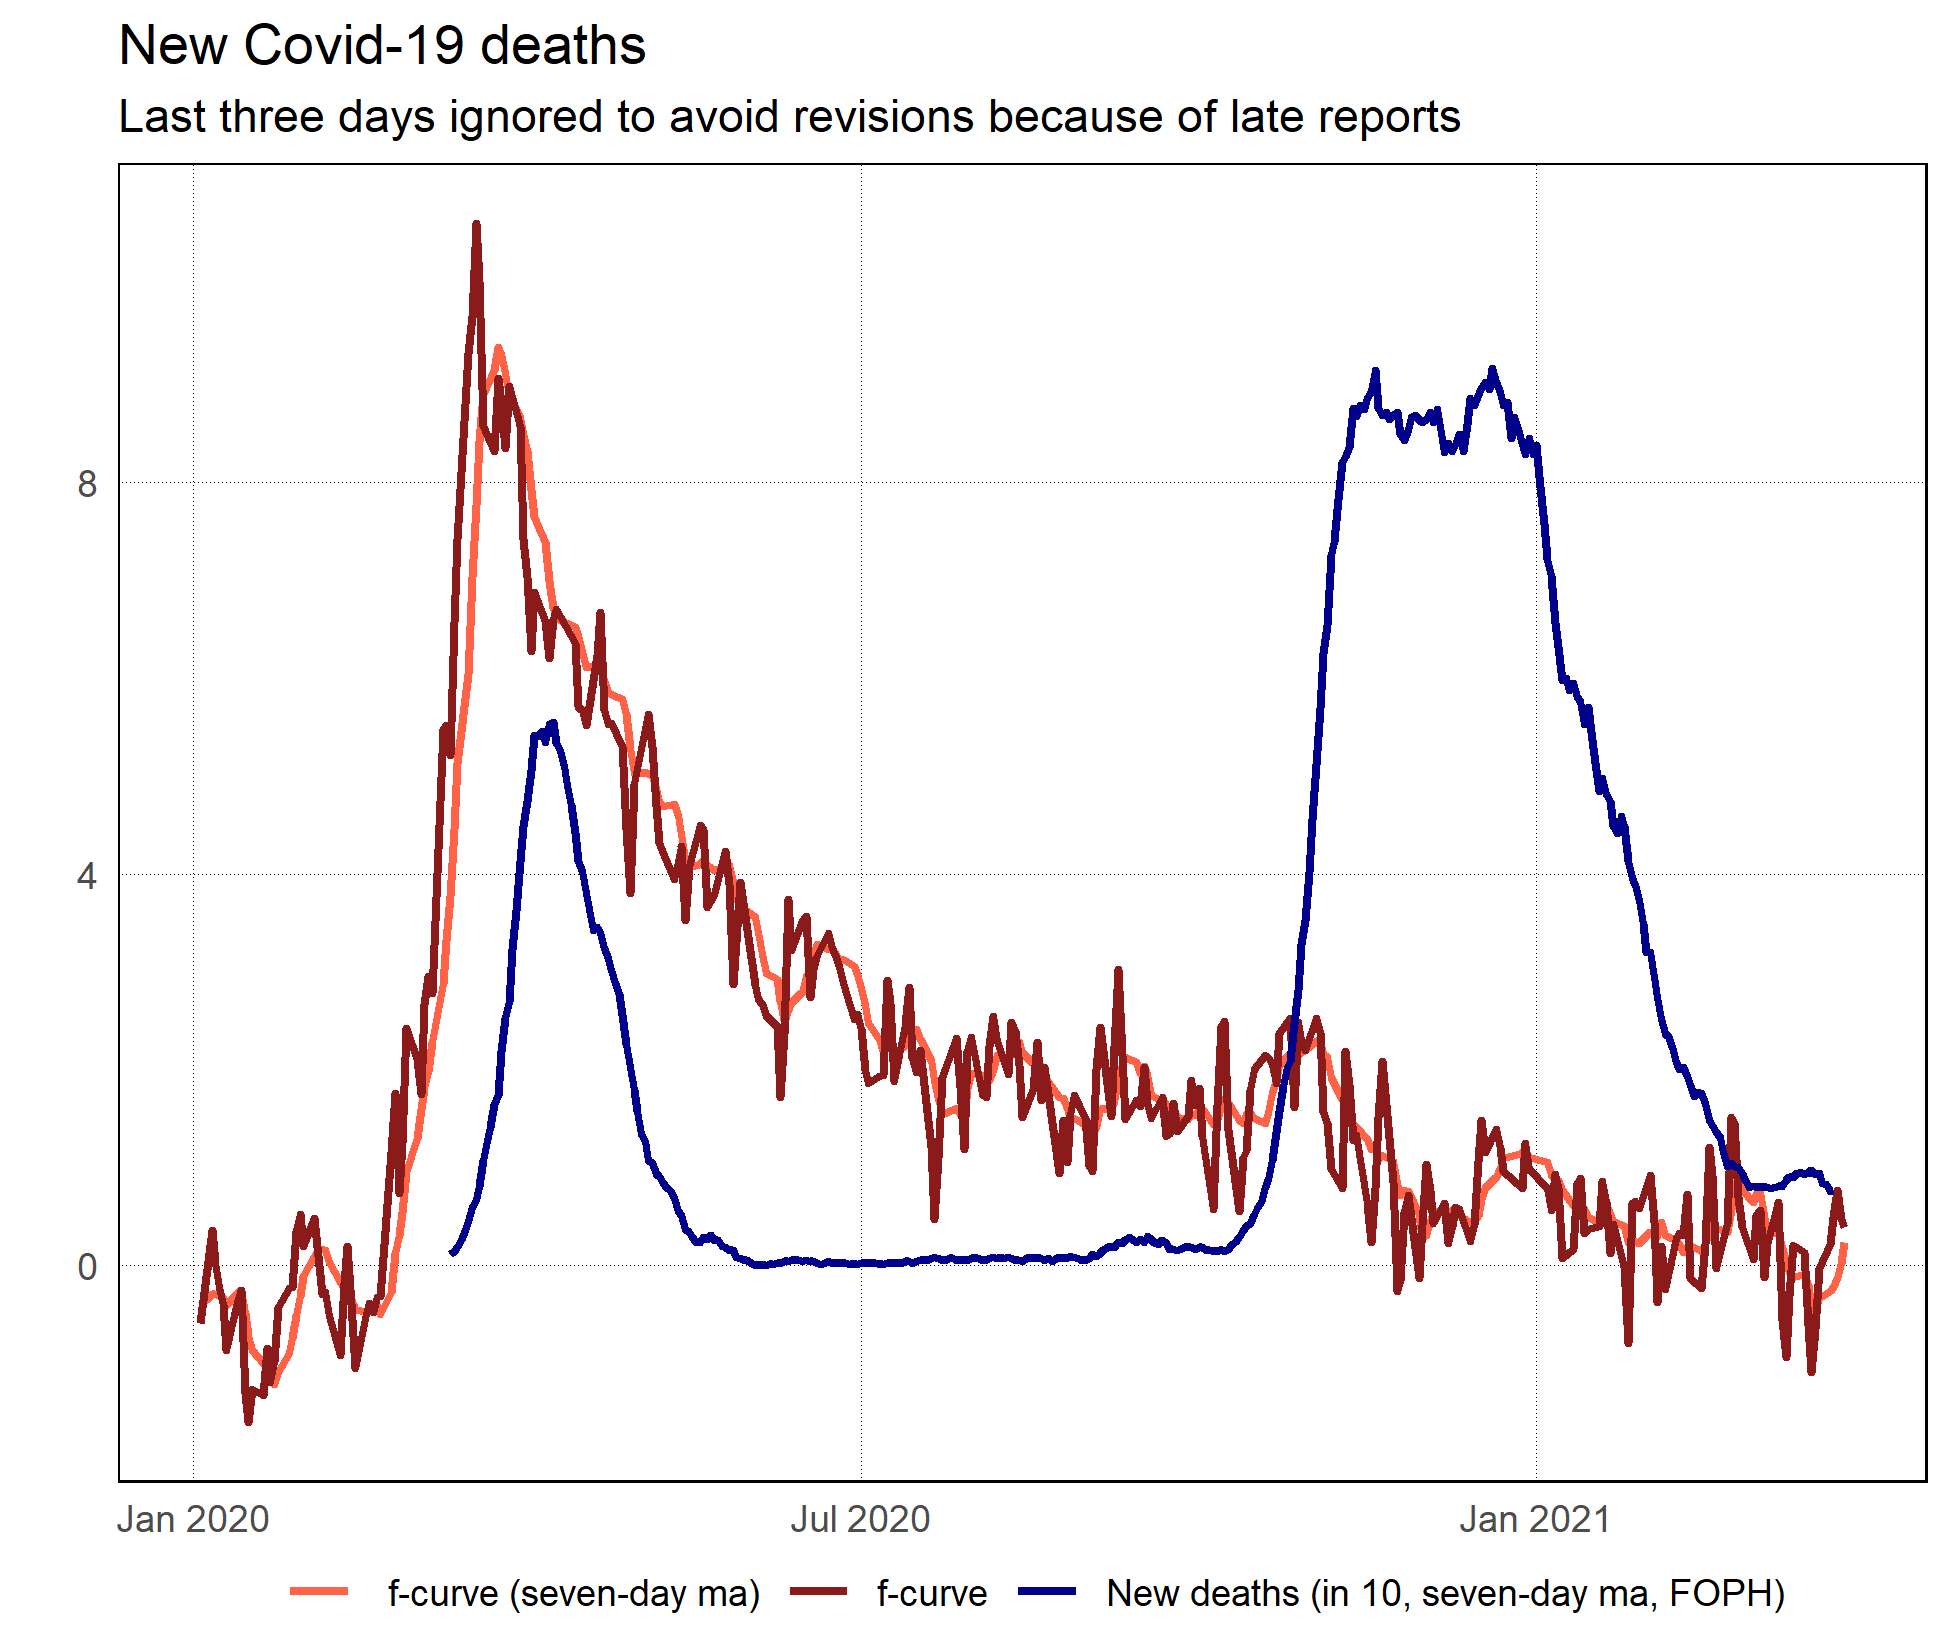 New Covid-19 deaths
Last three days ignored to avoid revisions because of late reports
8
4
0
Jan 2020 Jul 2020 Jan 2021
f-curve (seven-day ma) f-curve New deaths (in 10, seven-day ma, FOPH)